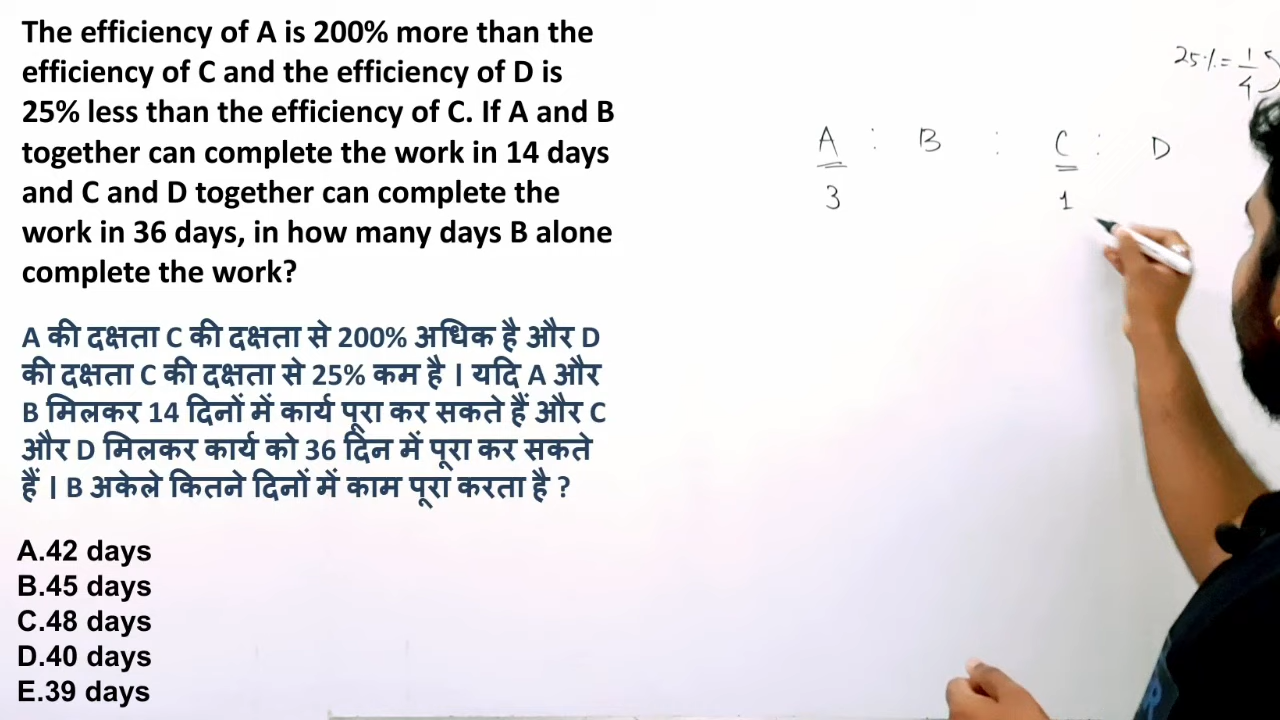 The efficiency of A is 200% more than the
efficiency of C and the efficiency of D is
25% less than the efficiency of C. If A and B
together can complete the work in 14 days
and C and D together can complete the
work in 36 days, in how many days B alone
complete the work?
A की दक्षता C की दक्षता से 200% अधिक है और D
की दक्षता C की दक्षता से 25% कम है । यदि A और
B मिलकर 14 दिनों में कार्य पूरा कर सकते हैं और C
और D मिलकर कार्य को 36 दिन में पूरा कर सकते
हैं । B अकेले कितने दिनों में काम पूरा करता है ?
A.42 days
B.45 days
C.48 days
D.40 days
E.39 days
25% = 1/4
A : B : C : D
3 1